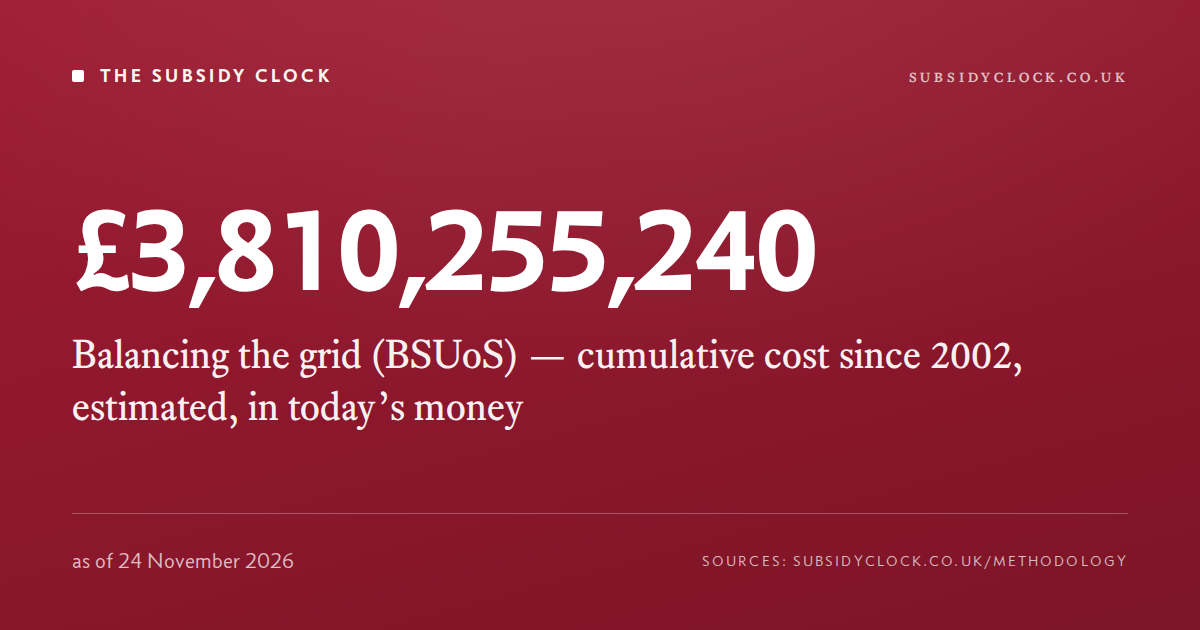 THE SUBSIDY CLOCK
SUBSIDYCLOCK.CO.UK
£3,810,255,240
Balancing the grid (BSUoS) — cumulative cost since 2002,
estimated, in today’s money
as of 24 November 2026
SOURCES: SUBSIDYCLOCK.CO.UK/METHODOLOGY